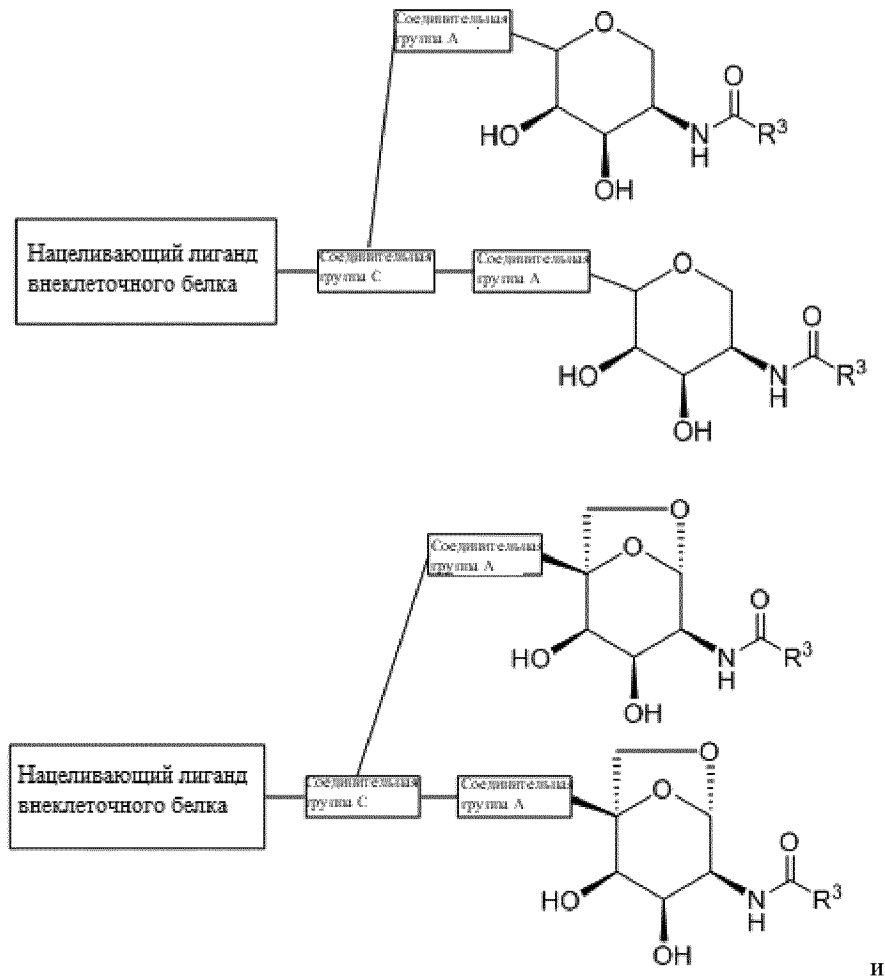 Соединительная
группа А
O
O
HO
N
H
R3
OH
Нацеливающий лиганд
внеклеточного белка
Соединительная
группа С
Соединительная
группа А
O
O
HO
N
H
R3
OH
O
Соединительная
группа А
O
O
HO
N
H
R3
OH
Нацеливающий лиганд
внеклеточного белка
Соединительная
группа С
Соединительная
группа А
O
O
O
HO
N
H
R3
OH
и